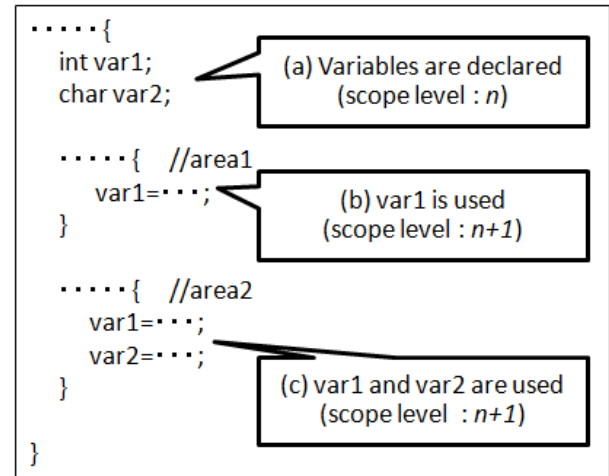 ・・・・・{
int var1;
char var2;
(a) Variables are declared
(scope level : n)
・・・・・{ //area1
var1=・・・;
}
(b) var1 is used
(scope level : n+1)
・・・・・{ //area2
var1=・・・;
var2=・・・;
}
(c) var1 and var2 are used
(scope level : n+1)
}